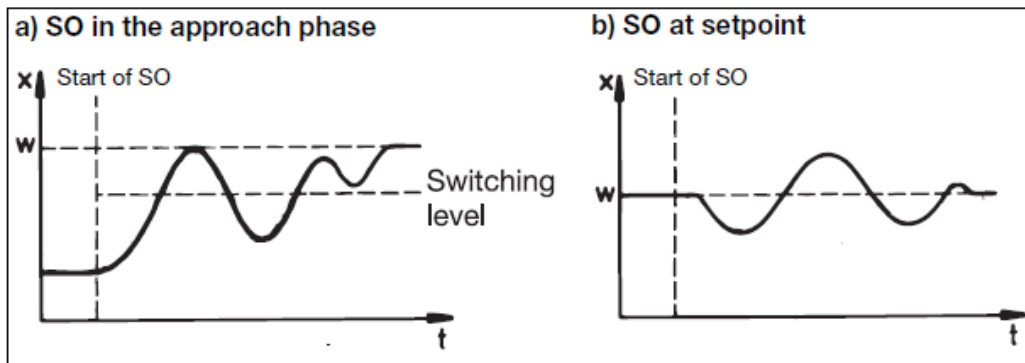 a) SO in the approach phase
x Start of SO
w
Switching
level
t
b) SO at setpoint
x Start of SO
w
t